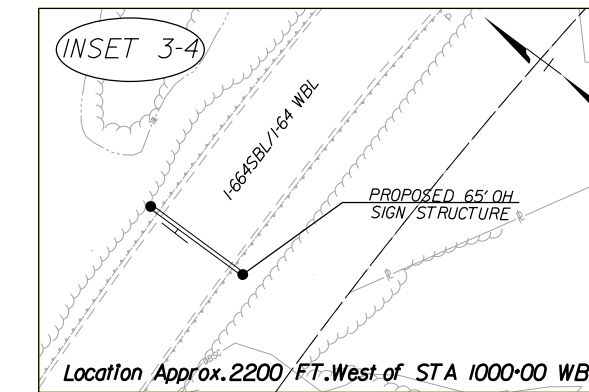 INSET 3-4
I-664SBL/I-64 WBL
PROPOSED 65' OH
SIGN STRUCTURE
Location Approx.2200 FT.West of STA 1000+00 WB